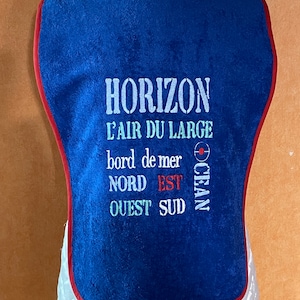 HORIZON
L'AIR DU LARGE
bord de mer
NORD EST
OUEST SUD
OCEAN